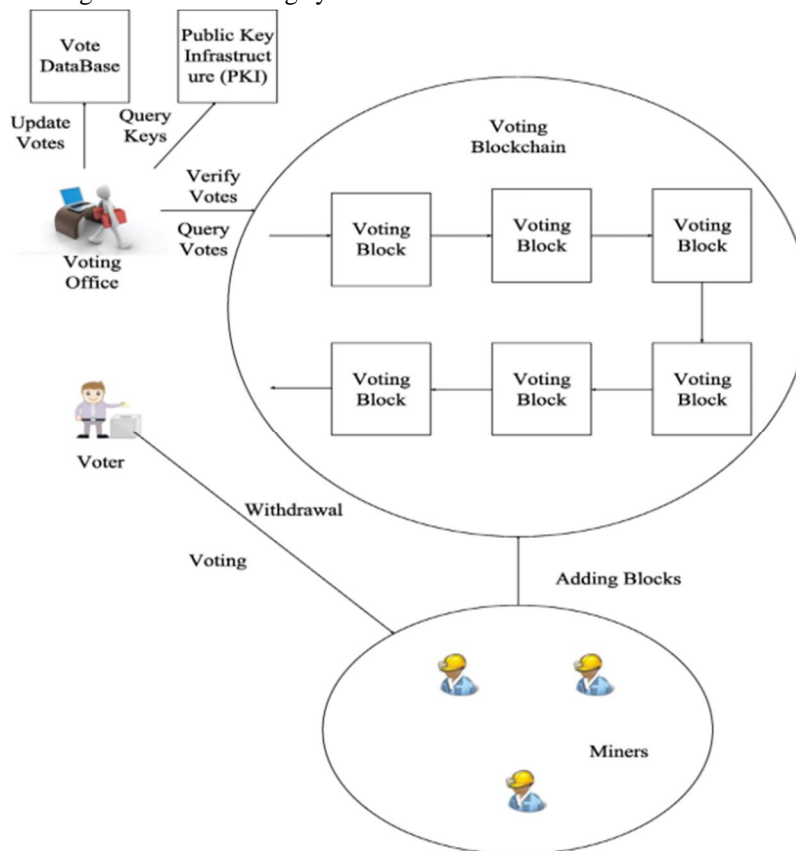 Vote
DataBase
Public Key
Infrastruct
ure (PKI)
Update
Votes
Query
Keys
Verify
Votes
Query
Votes
Voting
Office
Voting
Blockchain
Voting
Block
Voting
Block
Voting
Block
Voting
Block
Voting
Block
Voting
Block
Voter
Withdrawal
Voting
Adding Blocks
Miners